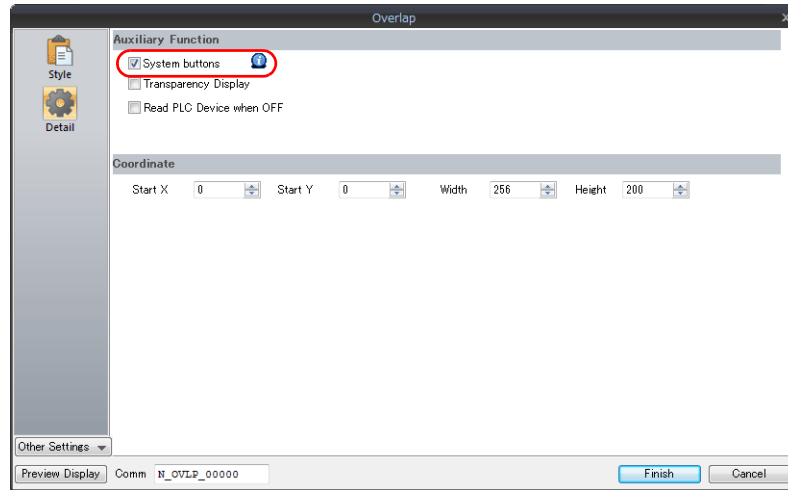 Overlap
Auxiliary Function
System buttons
Transparency Display
Read PLC Device when OFF
Style
Detail
Coordinate
Start X 0 Start Y 0 Width 256 Height 200
Other Settings
Preview Display Comm N_OVLP_00000 Finish Cancel